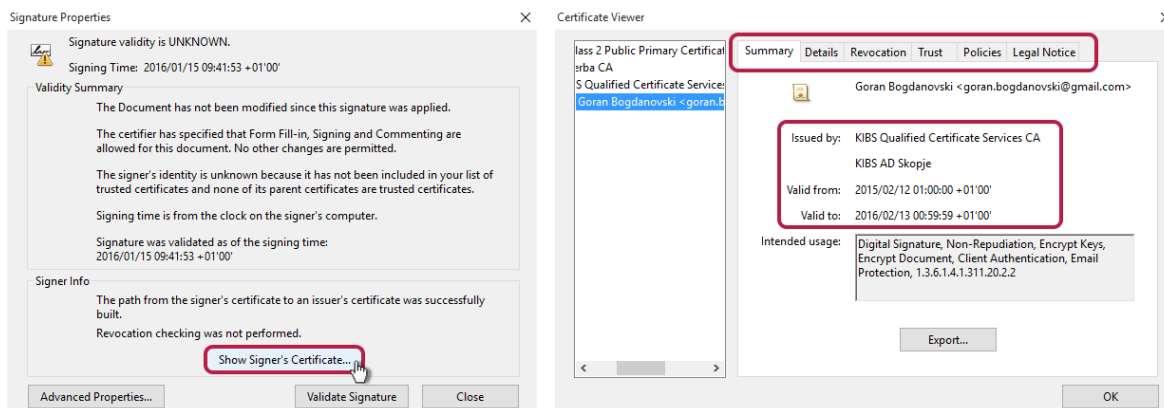 Signature Properties
Signature validity is UNKNOWN.
Signing Time: 2016/01/15 09:41:53 +01'00'
Validity Summary
The Document has not been modified since this signature was applied.
The certifier has specified that Form Fill-in, Signing and Commenting are
allowed for this document. No other changes are permitted.
The signer's identity is unknown because it has not been included in your list of
trusted certificates and none of its parent certificates are trusted certificates.
Signing time is from the clock on the signer's computer.
Signature was validated as of the signing time:
2016/01/15 09:41:53 +01'00'
Signer Info
The path from the signer's certificate to an issuer's certificate was successfully
built.
Revocation checking was not performed.
Show Signer's Certificate...
Advanced Properties...
Validate Signature
Close
Certificate Viewer
lass 2 Public Primary Certificat
erba CA
S Qualified Certificate Services
Goran Bogdanovski <goran.b
Summary Details Revocation Trust Policies Legal Notice
Goran Bogdanovski <goran.bogdanovski@gmail.com>
Issued by: KIBS Qualified Certificate Services CA
KIBS AD Skopje
Valid from: 2015/02/12 01:00:00 +01'00'
Valid to: 2016/02/13 00:59:59 +01'00'
Intended usage: Digital Signature, Non-Repudiation, Encrypt Keys,
Encrypt Document, Client Authentication, Email
Protection, 1.3.6.1.4.1.311.20.2.2
Export...
OK